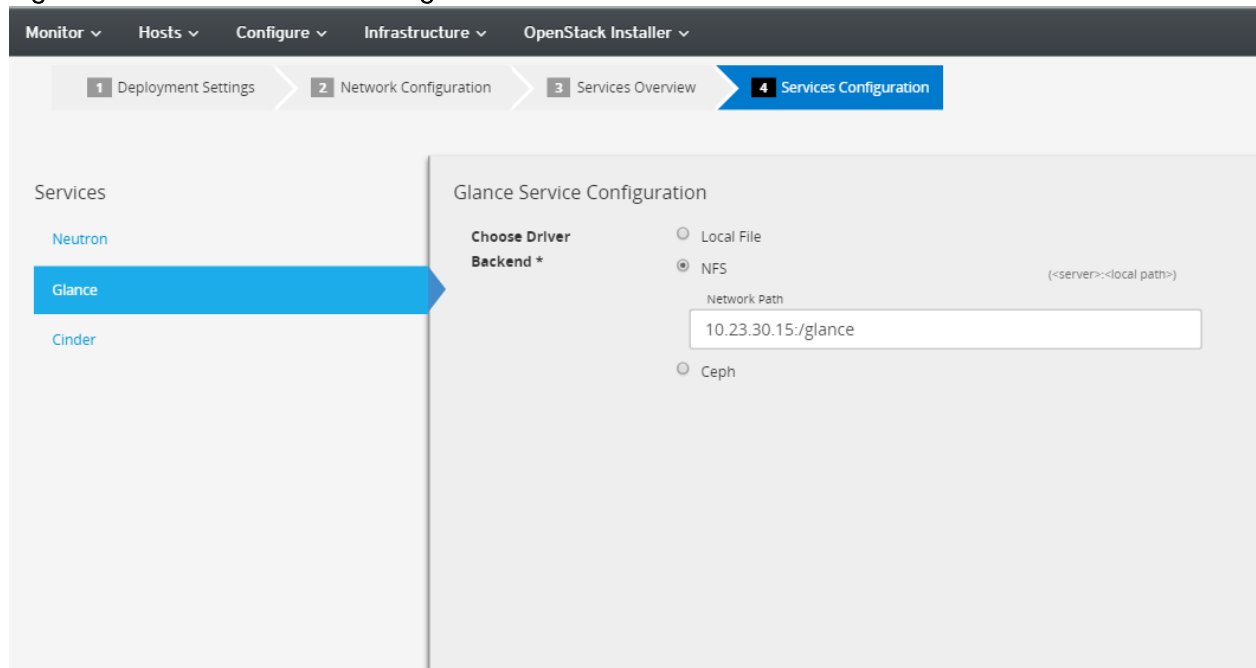 Monitor Hosts Configure Infrastructure OpenStack Installer
1 Deployment Settings 2 Network Configuration 3 Services Overview 4 Services Configuration
Services
Neutron
Glance
Cinder
Glance Service Configuration
Choose Driver
Backend *
Local File
NFS
(<server>:<local path>)
Network Path
10.23.30.15:/glance
Ceph